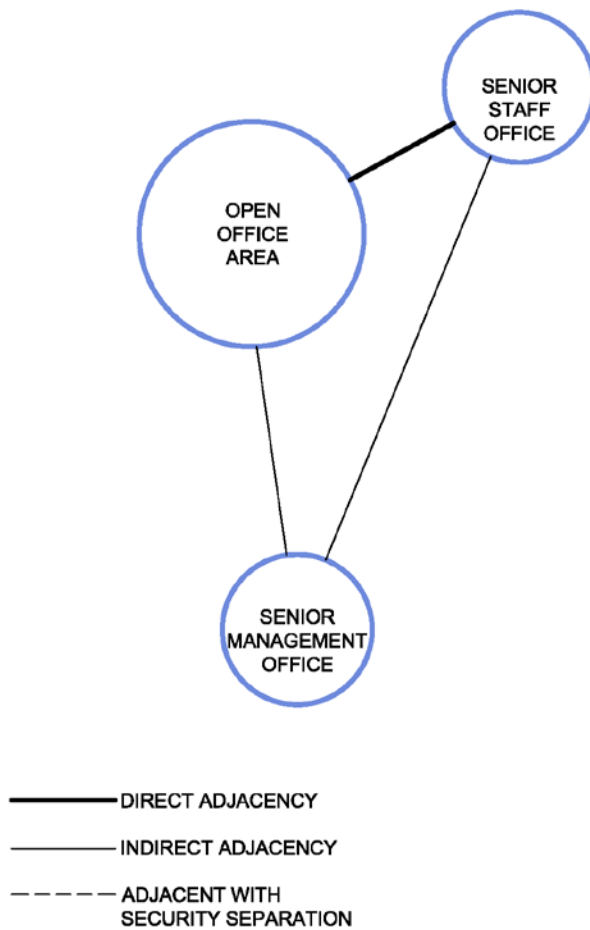 SENIOR
STAFF
OFFICE
OPEN
OFFICE
AREA
SENIOR
MANAGEMENT
OFFICE
DIRECT ADJACENCY
INDIRECT ADJACENCY
ADJACENT WITH
SECURITY SEPARATION